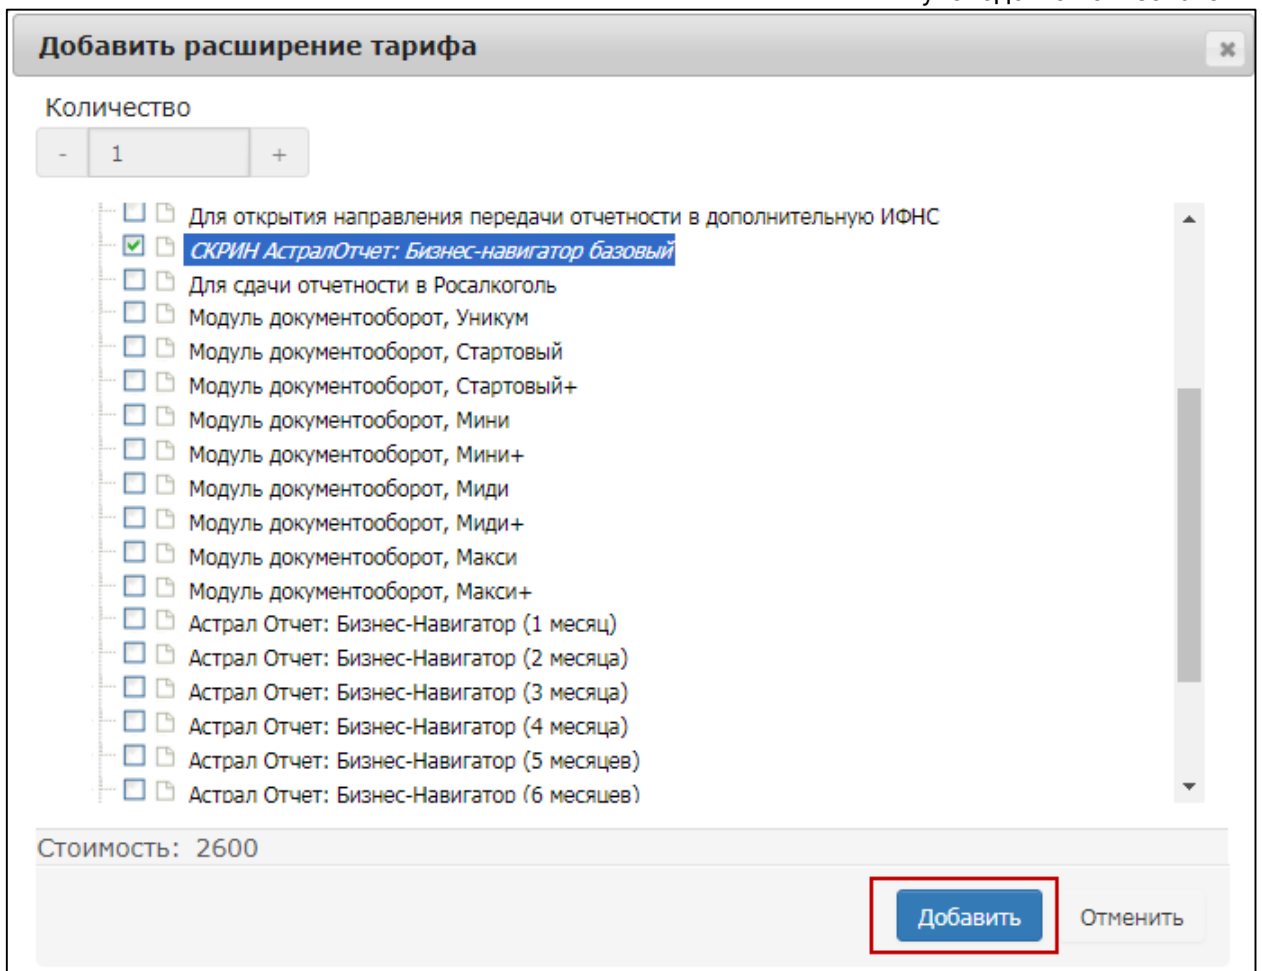 Добавить расширение тарифа
Количество
- 1 +
Для открытия направления передачи отчетности в дополнительную ИФНС
СКРИН АстралОтчет: Бизнес-навигатор базовый
Для сдачи отчетности в Росалкоголь
Модуль документооборот, Уникум
Модуль документооборот, Стартовый
Модуль документооборот, Стартовый+
Модуль документооборот, Мини
Модуль документооборот, Мини+
Модуль документооборот, Миди
Модуль документооборот, Миди+
Модуль документооборот, Макси
Модуль документооборот, Макси+
Астрал Отчет: Бизнес-Навигатор (1 месяц)
Астрал Отчет: Бизнес-Навигатор (2 месяца)
Астрал Отчет: Бизнес-Навигатор (3 месяца)
Астрал Отчет: Бизнес-Навигатор (4 месяца)
Астрал Отчет: Бизнес-Навигатор (5 месяцев)
Астрал Отчет: Бизнес-Навигатор (6 месяцев)
Стоимость: 2600
Добавить Отменить